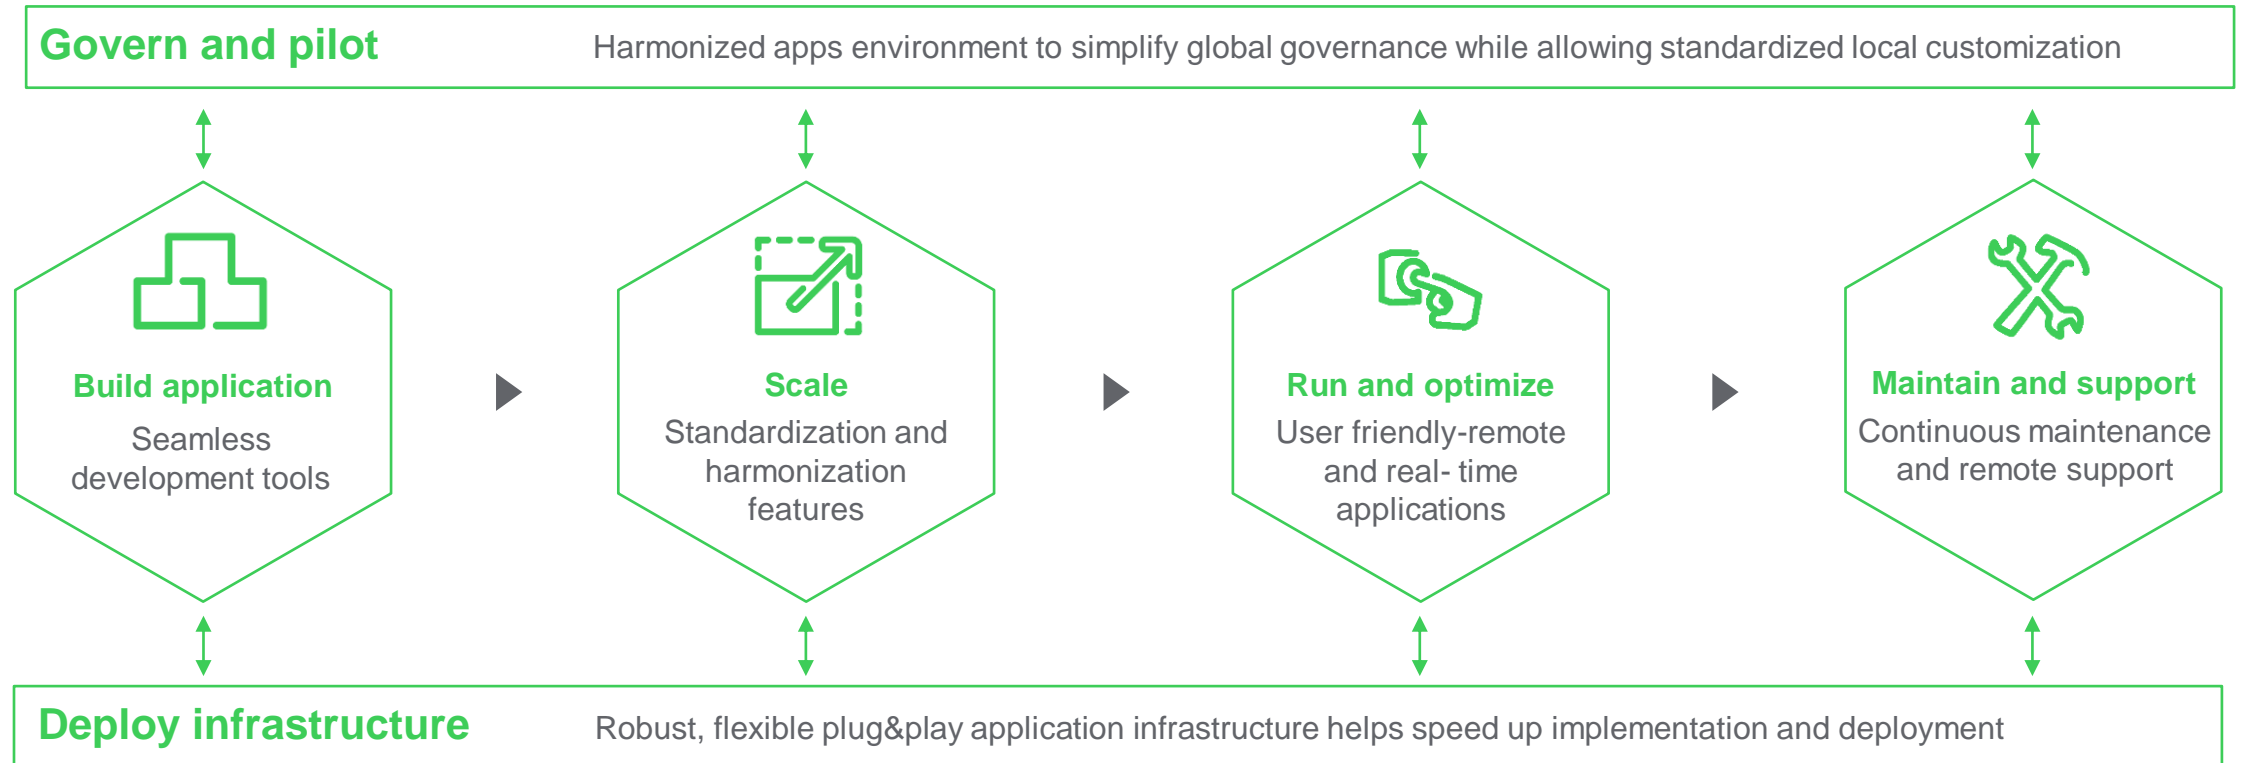 Govern and pilot
Harmonized apps environment to simplify global governance while allowing standardized local customization
Build application
Seamless
development tools
Scale
Standardization and
harmonization
features
Run and optimize
User friendly-remote
and real- time
applications
Maintain and support
Continuous maintenance
and remote support
Deploy infrastructure
Robust, flexible plug&play application infrastructure helps speed up implementation and deployment